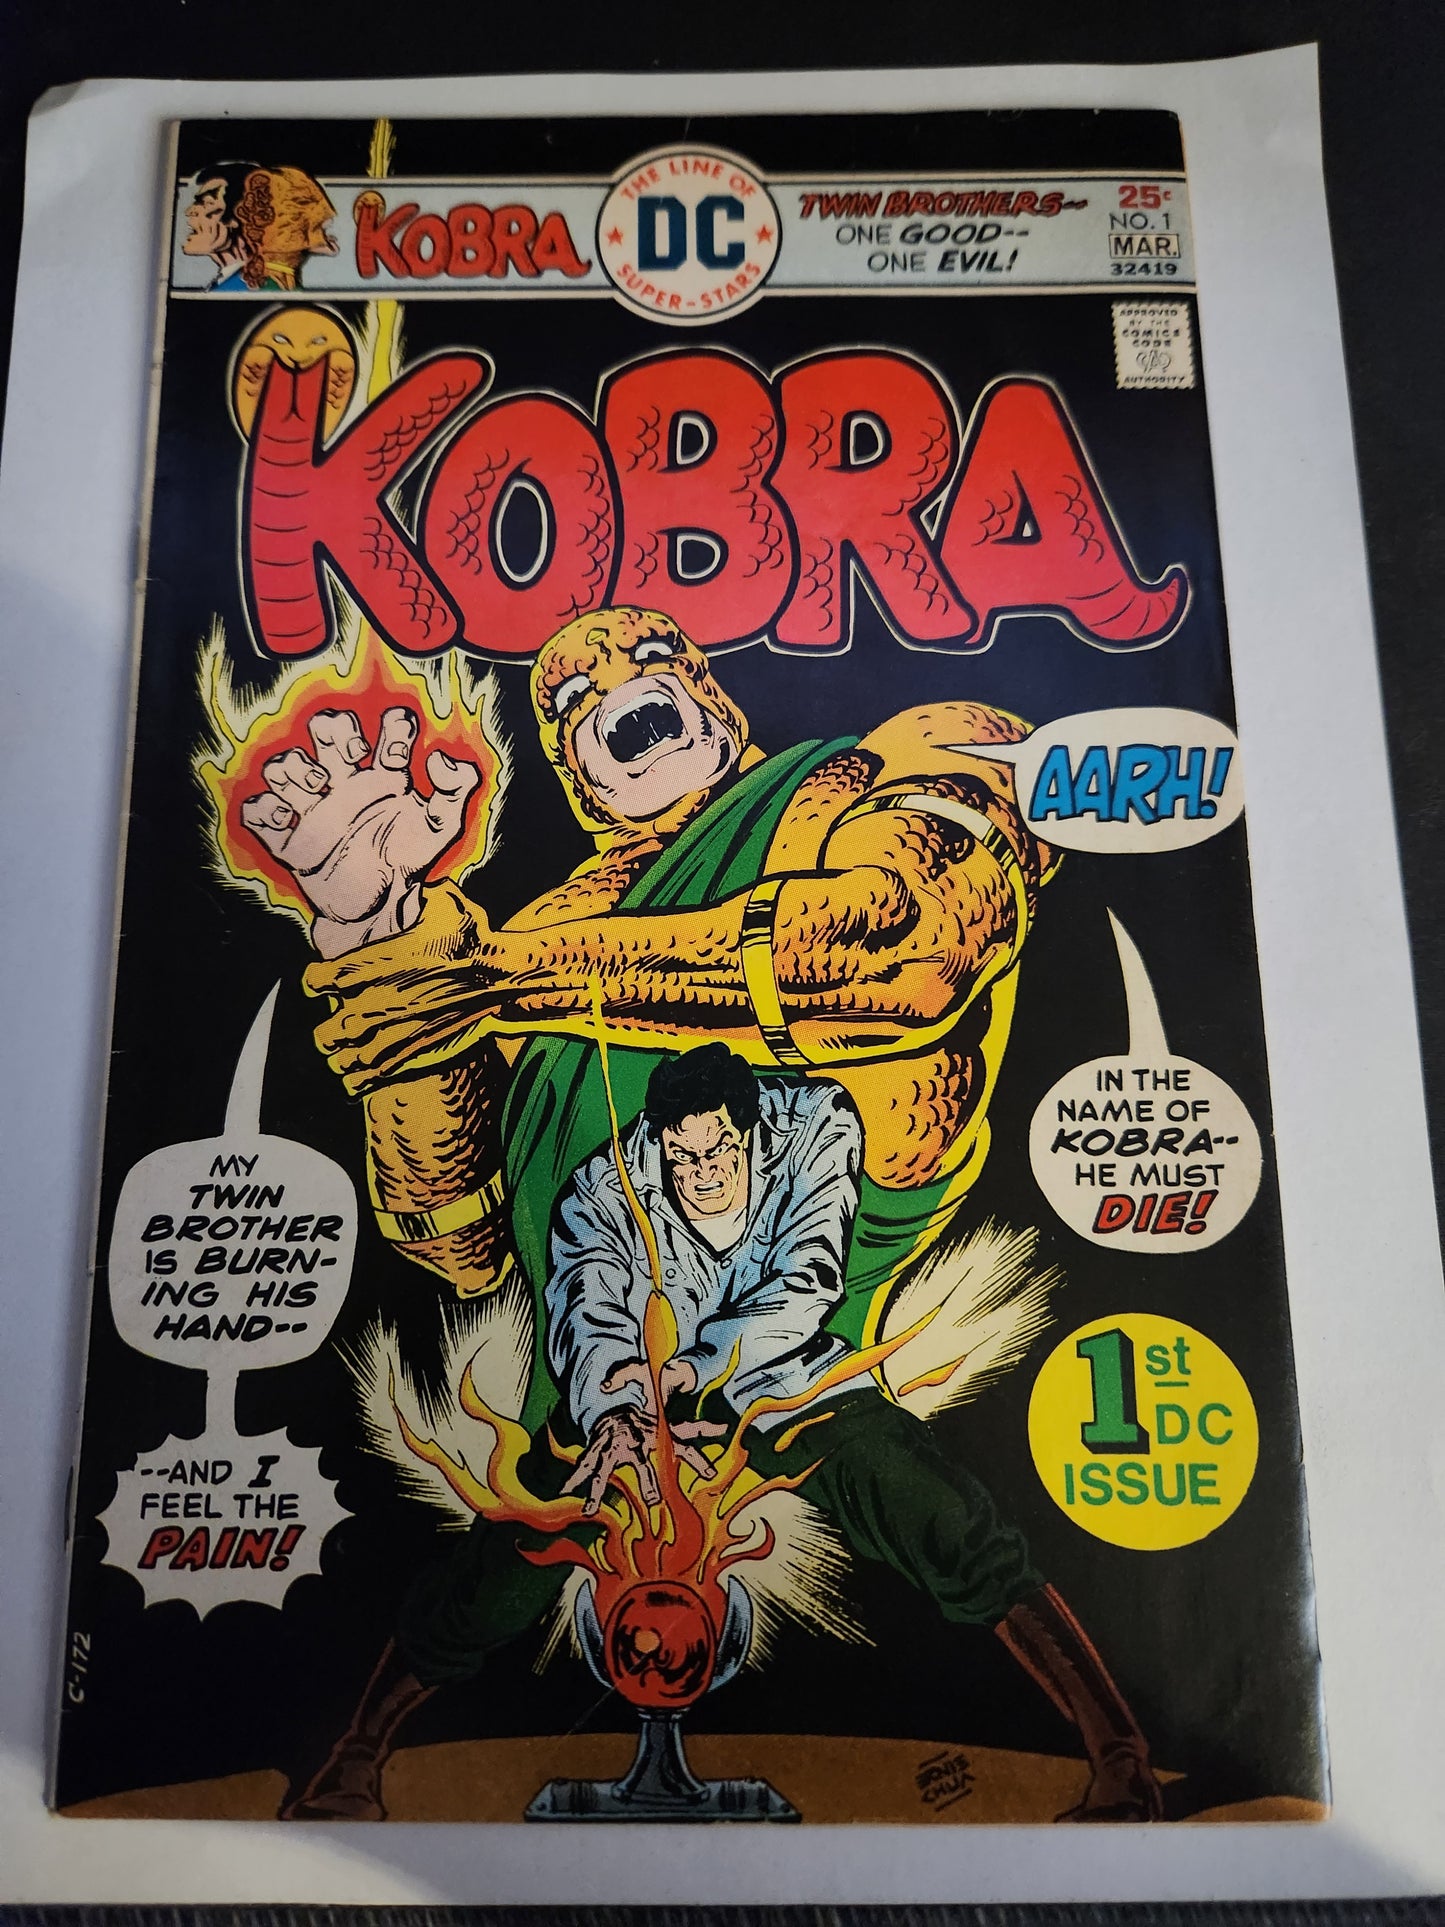 KOBRA
THE LINE OF
DC
SUPER-STARS
TWIN BROTHERS--
ONE GOOD--
ONE EVIL!
25¢
NO. 1
MAR.
32419
APPROVED
BY THE
COMICS
CODE
AUTHORITY
KOBRA
AARH!
IN THE
NAME OF
KOBRA--
HE MUST
DIE!
MY
TWIN
BROTHER
IS BURN-
ING HIS
HAND--
--AND I
FEEL THE
PAIN!
1st
DC
ISSUE
C-172
ERNIE
CHUA